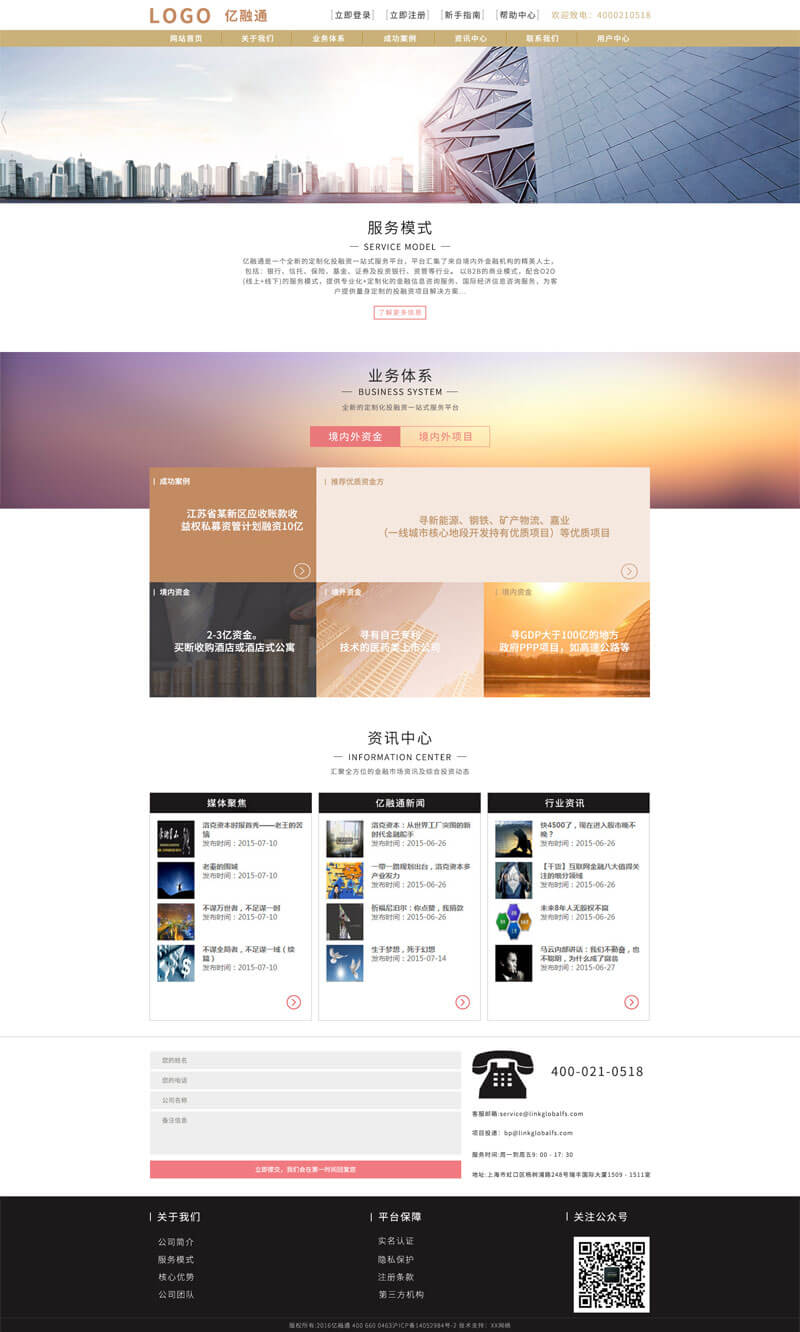 LOGO 亿融通
[立即登录] [立即注册] [新手指南] [帮助中心] 欢迎致电：4000210518
网站首页 关于我们 业务体系 成功案例 资讯中心 联系我们 用户中心
服务模式
SERVICE MODEL
亿融通是一个全新的定制化投融资一站式服务平台，平台汇集了来自境内外金融机构的精英人士，
包括：银行、信托、保险、基金、证券及投资银行、资管等行业。 以B2B的商业模式，配合O2O
(线上+线下)的服务模式，提供专业化+定制化的金融信息咨询服务、国际经济信息咨询服务，为客
户提供量身定制的投融资项目解决方案...
了解更多信息
业务体系
BUSINESS SYSTEM
全新的定制化投融资一站式服务平台
境内外资金 境内外项目
成功案例
江苏省某新区应收账款收
益权私募资管计划融资10亿
推荐优质资金方
寻新能源、钢铁、矿产物流、嘉业
（一线城市核心地段开发持有优质项目）等优质项目
境内资金
2-3亿资金。
买断收购酒店或酒店式公寓
境外资金
寻有自己专利
技术的医药类上市公司
境内资金
寻GDP大于100亿的地方
政府PPP项目，如高速公路等
资讯中心
INFORMATION CENTER
汇聚全方位的金融市场资讯及综合投资动态
媒体聚焦
洛克资本时报首秀——老王的苦
情
发布时间：2015-07-10
老董的围城
发布时间：2015-07-10
不谋万世者，不足谋一时
发布时间：2015-07-10
不谋全局者，不足谋一域（续
篇）
发布时间：2015-07-10
亿融通新闻
洛克资本：从世界工厂突围的新
时代金融船手
发布时间：2015-06-26
一带一路规划出台，洛克资本多
产业发力
发布时间：2015-06-26
祈福尼泊尔：你点赞，我捐款
发布时间：2015-06-26
生于梦想，死于幻想
发布时间：2015-07-14
行业资讯
快4500了，现在进入股市晚不
晚？
发布时间：2015-06-26
【干货】互联网金融八大值得关
注的细分领域
发布时间：2015-06-26
未来8年人无股权不富
发布时间：2015-06-26
马云内部讲话：我们不勤奋，也
不聪明，为什么成了赢翁
发布时间：2015-06-27
您的姓名
您的电话
公司名称
备注信息
立即提交，我们会在第一时间回复您
400-021-0518
客服邮箱:service@linkglobalfs.com
项目投递：bp@linkglobalfs.com
服务时间:周一到周五9: 00 - 17: 30
地址:上海市虹口区杨树浦路248号瑞丰国际大厦1509 - 1511室
关于我们
公司简介
服务模式
核心优势
公司团队
平台保障
实名认证
隐私保护
注册条款
第三方机构
关注公众号
版权所有:2016亿融通 400 660 0463沪ICP备14052984号-2 技术支持：XX网络